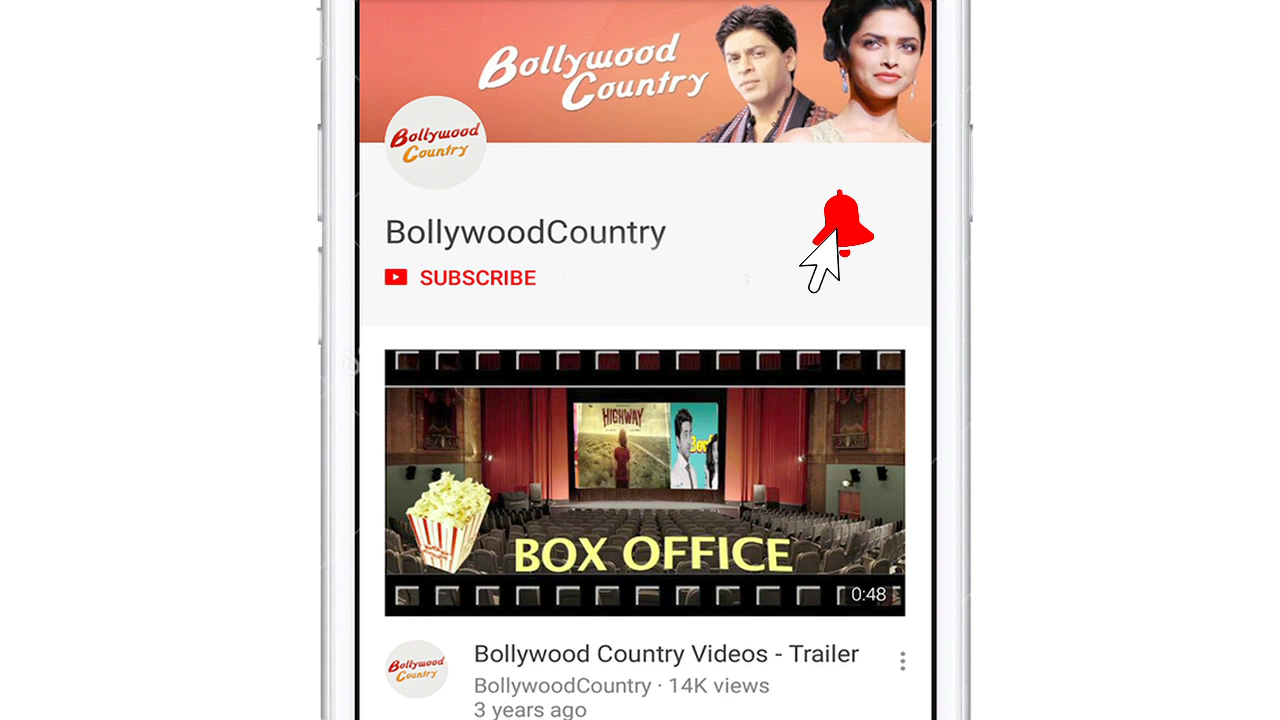 Bollywood
Country
Bollywood
Country
BollywoodCountry
SUBSCRIBE
HIGHWAY
BOX OFFICE
0:48
Bollywood
Country
Bollywood Country Videos - Trailer
BollywoodCountry · 14K views
3 years ago